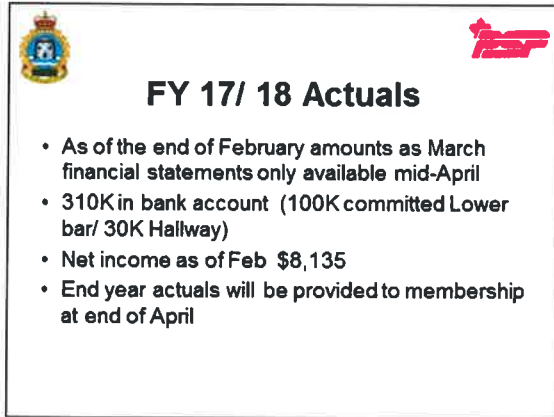 FY 17/ 18 Actuals
• As of the end of February amounts as March
financial statements only available mid-April
• 310K in bank account (100K committed Lower
bar/ 30K Hallway)
• Net income as of Feb $8,135
• End year actuals will be provided to membership
at end of April